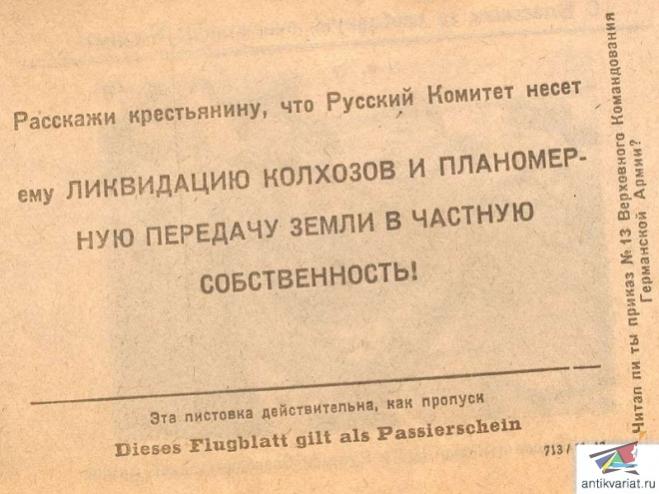 Расскажи крестьянину, что Русский Комитет несет
ему ЛИКВИДАЦИЮ КОЛХОЗОВ И ПЛАНОМЕР-
НУЮ ПЕРЕДАЧУ ЗЕМЛИ В ЧАСТНУЮ
СОБСТВЕННОСТЬ!
Эта листовка действительна, как пропуск
Dieses Flugblatt gilt als Passierschein
713 /
Читал ли ты приказ № 13 Верховного Командования
Германской Армии?
antikvariat.ru